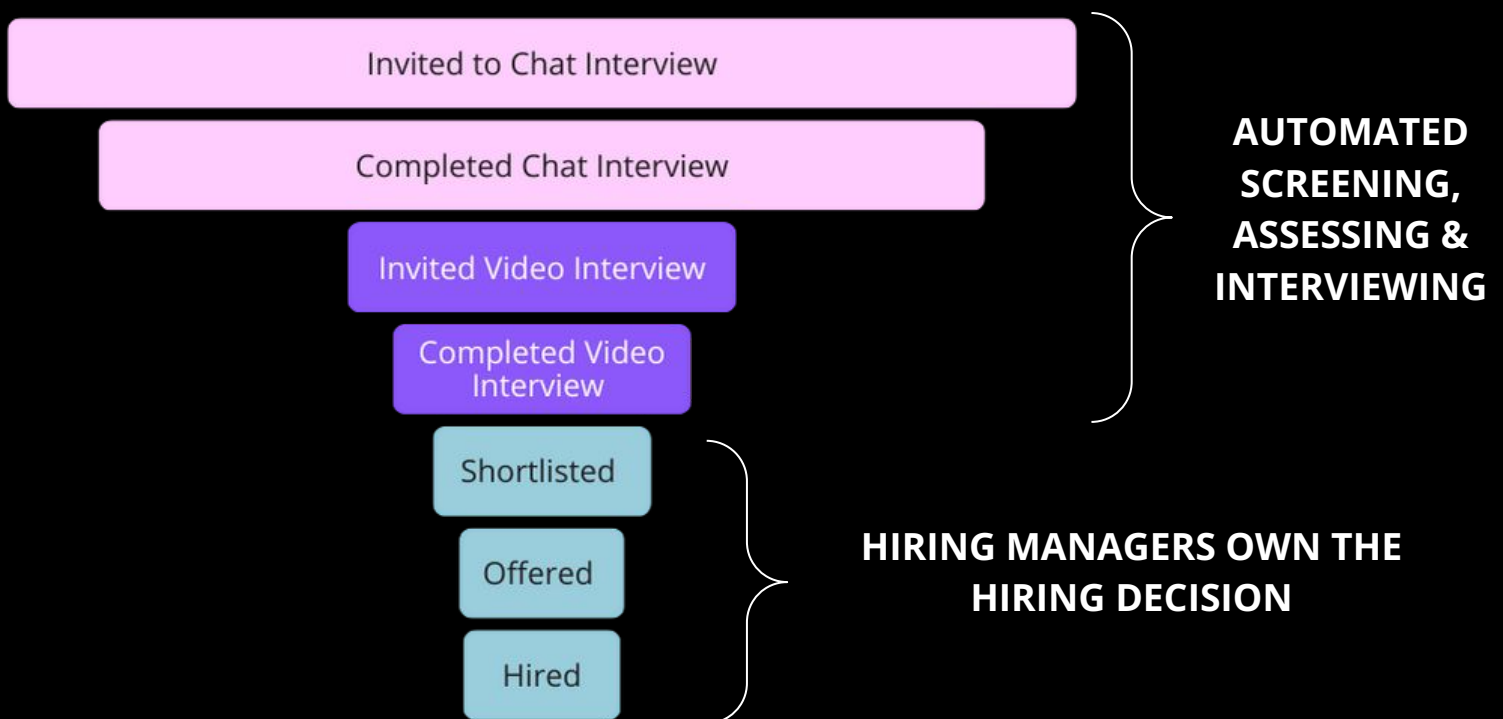 Invited to Chat Interview
Completed Chat Interview
Invited Video Interview
Completed Video
Interview
Shortlisted
Offered
Hired
AUTOMATED
SCREENING,
ASSESSING &
INTERVIEWING
HIRING MANAGERS OWN THE
HIRING DECISION